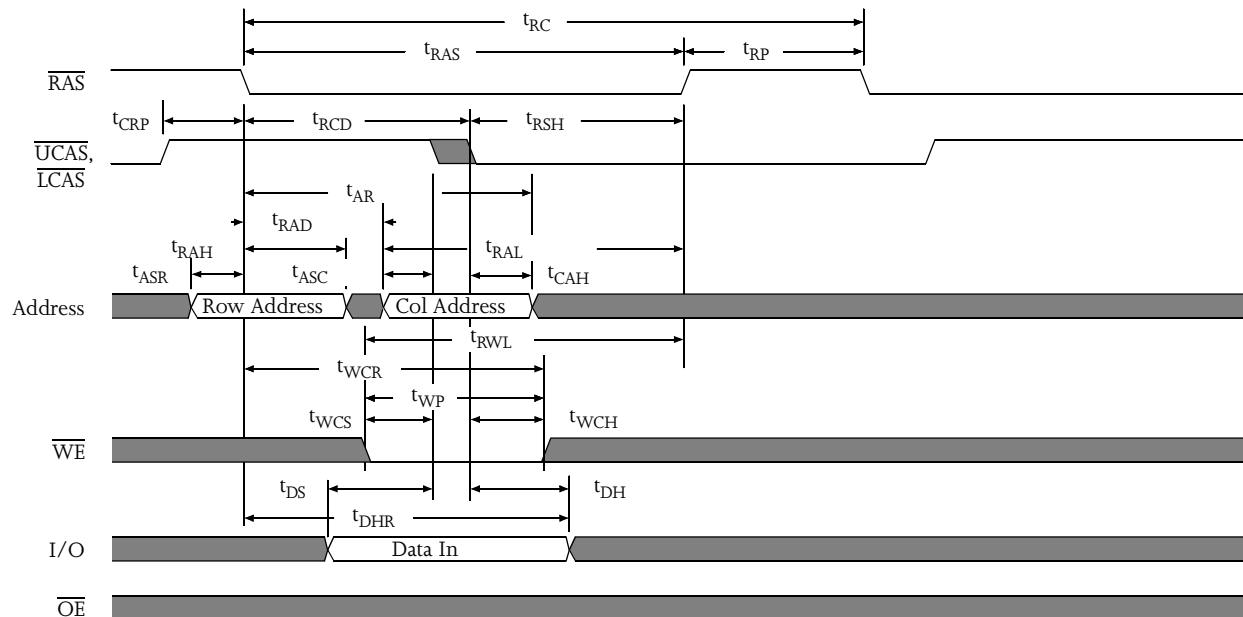 tRC
tRAS
tRP
RAS
tCRP
tRCD
tRSH
UCAS,
LCAS
tAR
tRAD
tRAH
tRAL
tASR
tASC
tCAH
Address
Row Address
Col Address
tRWL
tWCR
tWP
tWCS
tWCH
WE
tDS
tDH
tDHR
I/O
Data In
OE